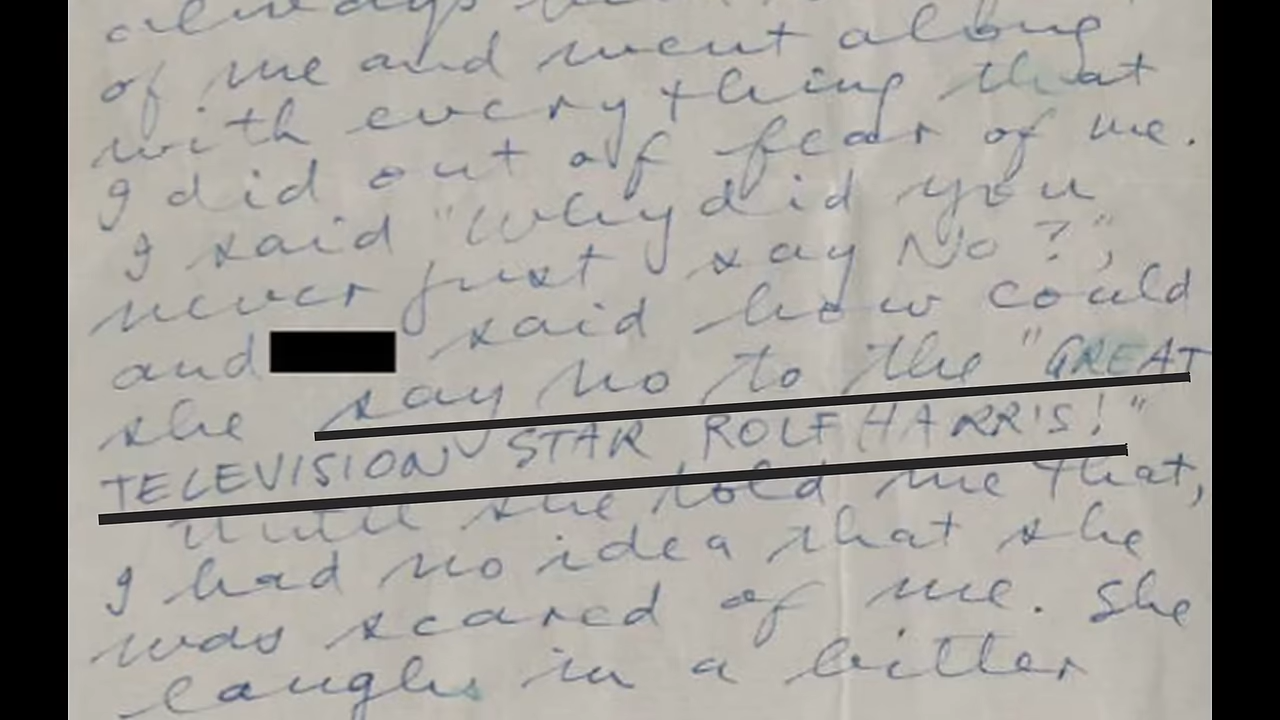 always
of me and went along
with everything that
I did out of fear of me.
I said "Why did you
never just say No?",
and said how could
she say no to the "GREAT
TELEVISION STAR ROLF HARRIS!"
Until she told me that,
I had no idea that she
was scared of me. She
laughs in a bitter